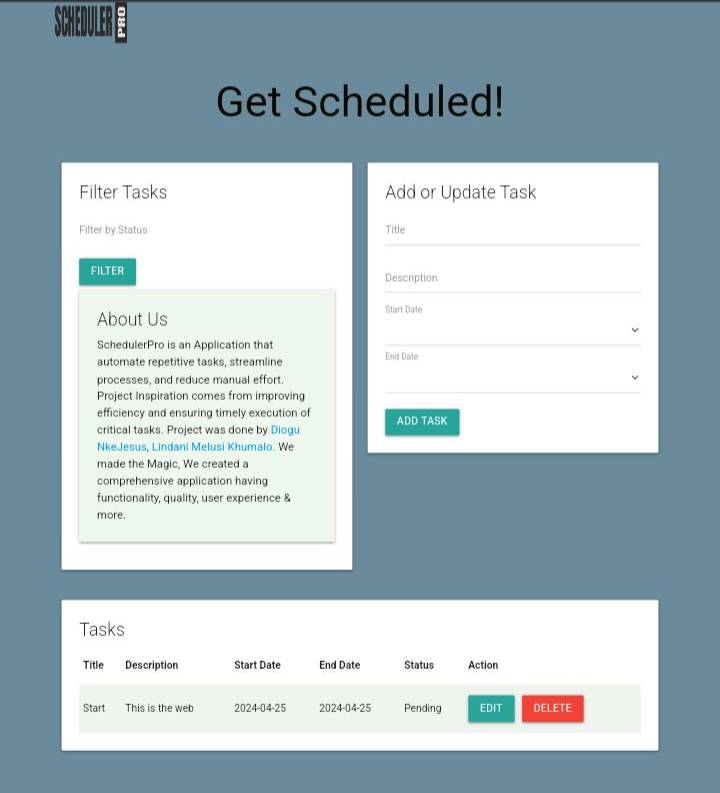 SCHEDULER PRO
Get Scheduled!
Filter Tasks
Filter by Status
FILTER
About Us
SchedulerPro is an Application that
automate repetitive tasks, streamline
processes, and reduce manual effort.
Project Inspiration comes from improving
efficiency and ensuring timely execution of
critical tasks. Project was done by Diogu
NkeJesus, Lindani Melusi Khumalo. We
made the Magic, We created a
comprehensive application having
functionality, quality, user experience &
more.
Add or Update Task
Title
Description
Start Date
End Date
ADD TASK
Tasks
Title Description Start Date End Date Status Action
Start This is the web 2024-04-25 2024-04-25 Pending EDIT DELETE